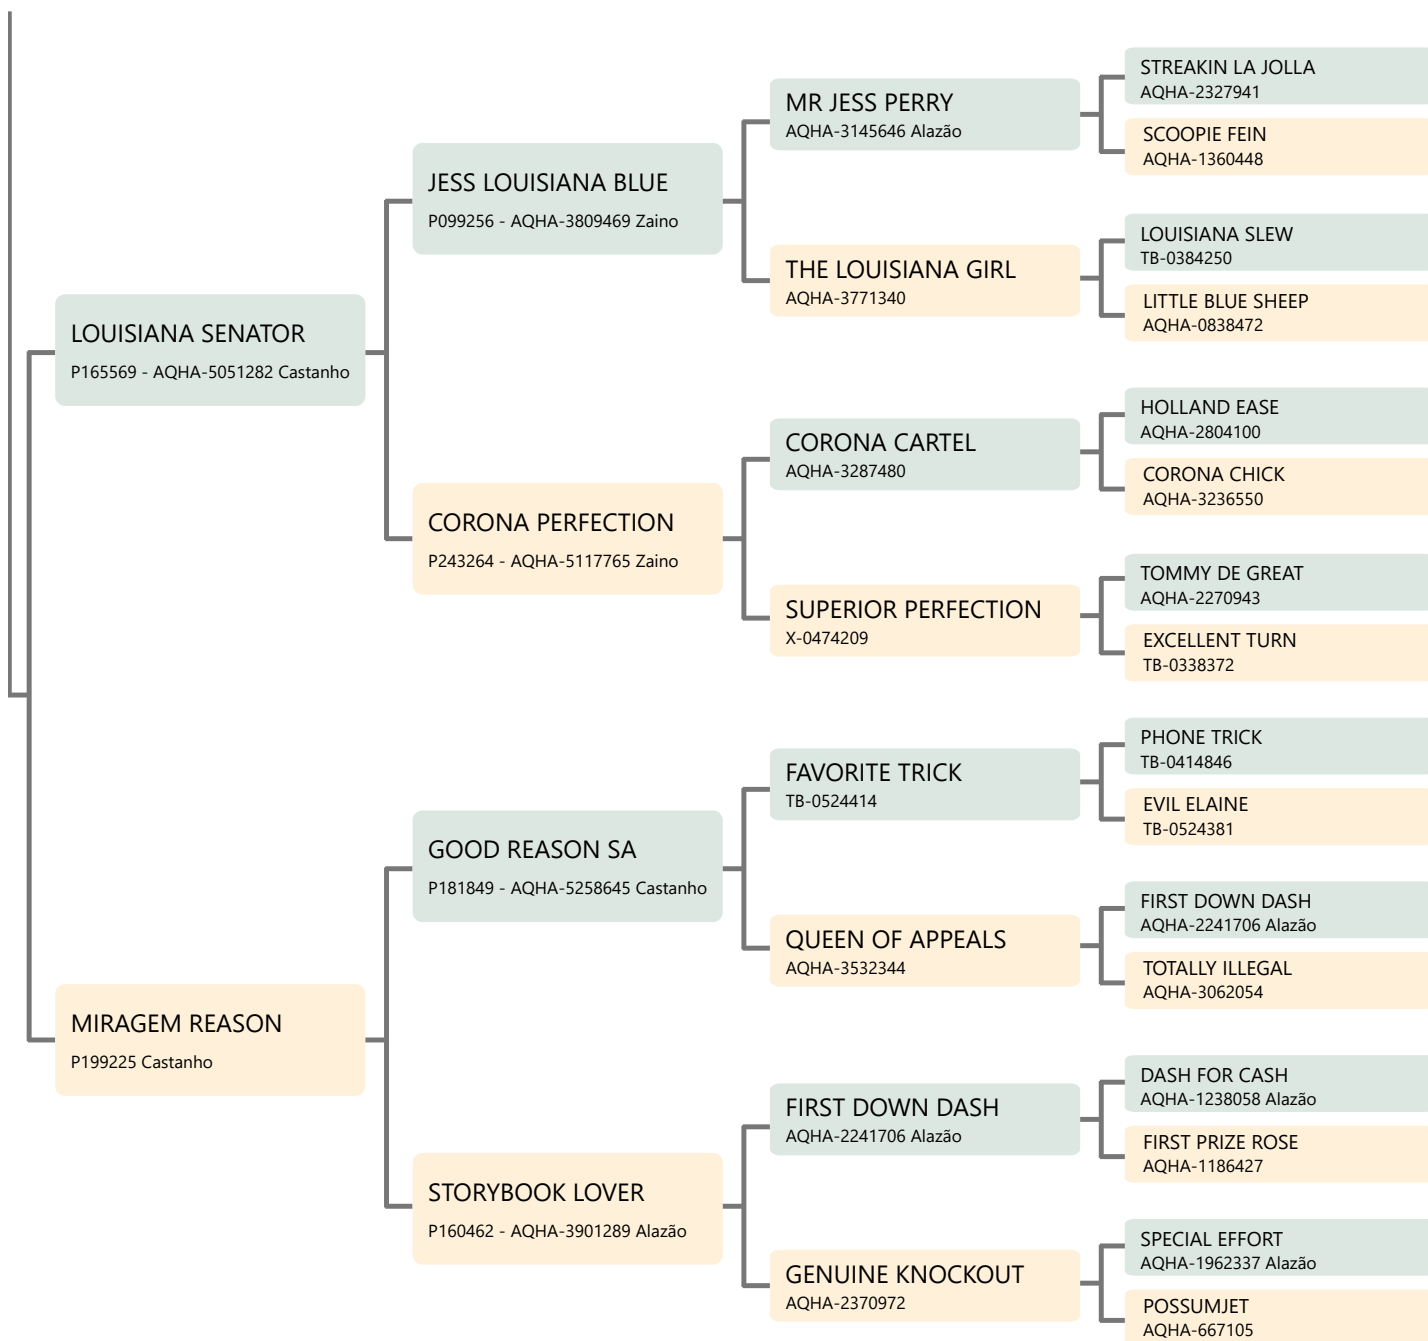 LOUISIANA SENATOR
P165569 - AQHA-5051282 Castanho
MIRAGEM REASON
P199225 Castanho
JESS LOUISIANA BLUE
P099256 - AQHA-3809469 Zaino
CORONA PERFECTION
P243264 - AQHA-5117765 Zaino
GOOD REASON SA
P181849 - AQHA-5258645 Castanho
STORYBOOK LOVER
P160462 - AQHA-3901289 Alazão
MR JESS PERRY
AQHA-3145646 Alazão
THE LOUISIANA GIRL
AQHA-3771340
CORONA CARTEL
AQHA-3287480
SUPERIOR PERFECTION
X-0474209
FAVORITE TRICK
TB-0524414
QUEEN OF APPEALS
AQHA-3532344
FIRST DOWN DASH
AQHA-2241706 Alazão
GENUINE KNOCKOUT
AQHA-2370972
STREAKIN LA JOLLA
AQHA-2327941
SCOOPIE FEIN
AQHA-1360448
LOUISIANA SLEW
TB-0384250
LITTLE BLUE SHEEP
AQHA-0838472
HOLLAND EASE
AQHA-2804100
CORONA CHICK
AQHA-3236550
TOMMY DE GREAT
AQHA-2270943
EXCELLENT TURN
TB-0338372
PHONE TRICK
TB-0414846
EVIL ELAINE
TB-0524381
FIRST DOWN DASH
AQHA-2241706 Alazão
TOTALLY ILLEGAL
AQHA-3062054
DASH FOR CASH
AQHA-1238058 Alazão
FIRST PRIZE ROSE
AQHA-1186427
SPECIAL EFFORT
AQHA-1962337 Alazão
POSSUMJET
AQHA-667105